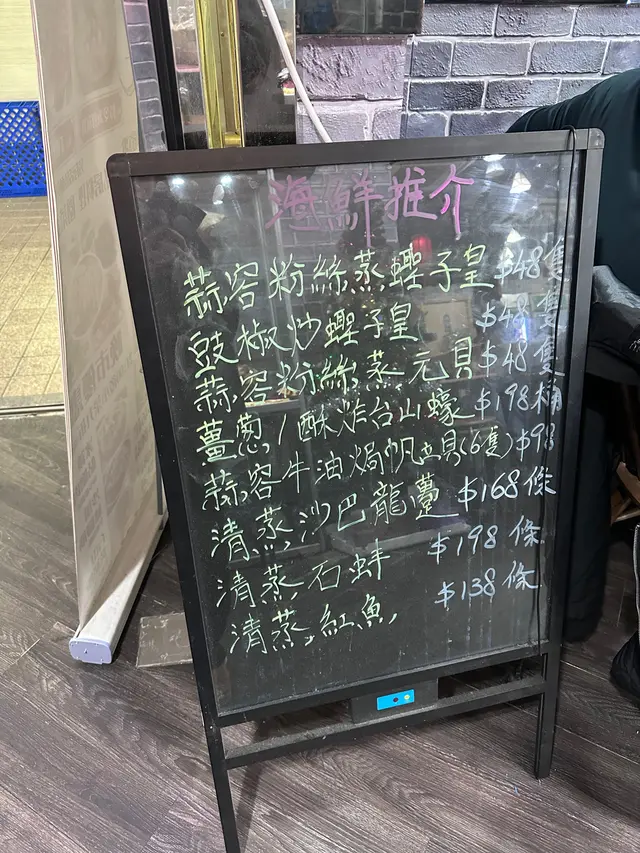 海鮮推介
蒜容粉絲蒸蟶子皇 $48隻
豉椒炒蟶子皇 $48隻
蒜容粉絲蒸元貝 $48隻
薑蔥/酥炸台山蠔 $198桶
蒜容牛油焗帆立貝(6隻) $98
清蒸沙巴龍躉 $168條
清蒸石蚌 $198條
清蒸紅魚 $138條